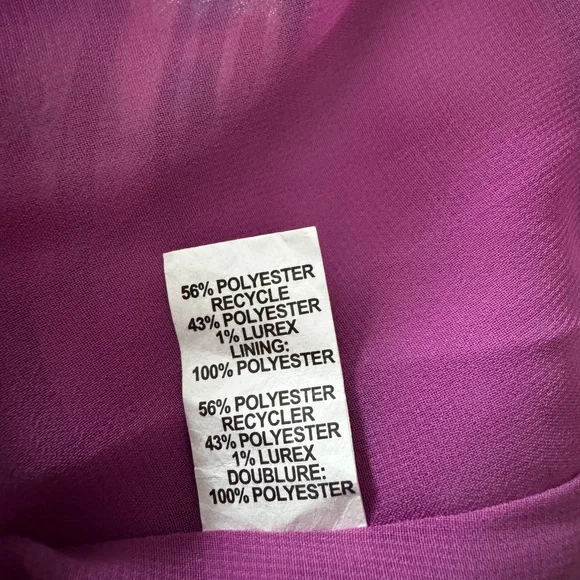 56% POLYESTER
RECYCLE
43% POLYESTER
1% LUREX
LINING:
100% POLYESTER
56% POLYESTER
RECYCLER
43% POLYESTER
1% LUREX
DOUBLURE:
100% POLYESTER